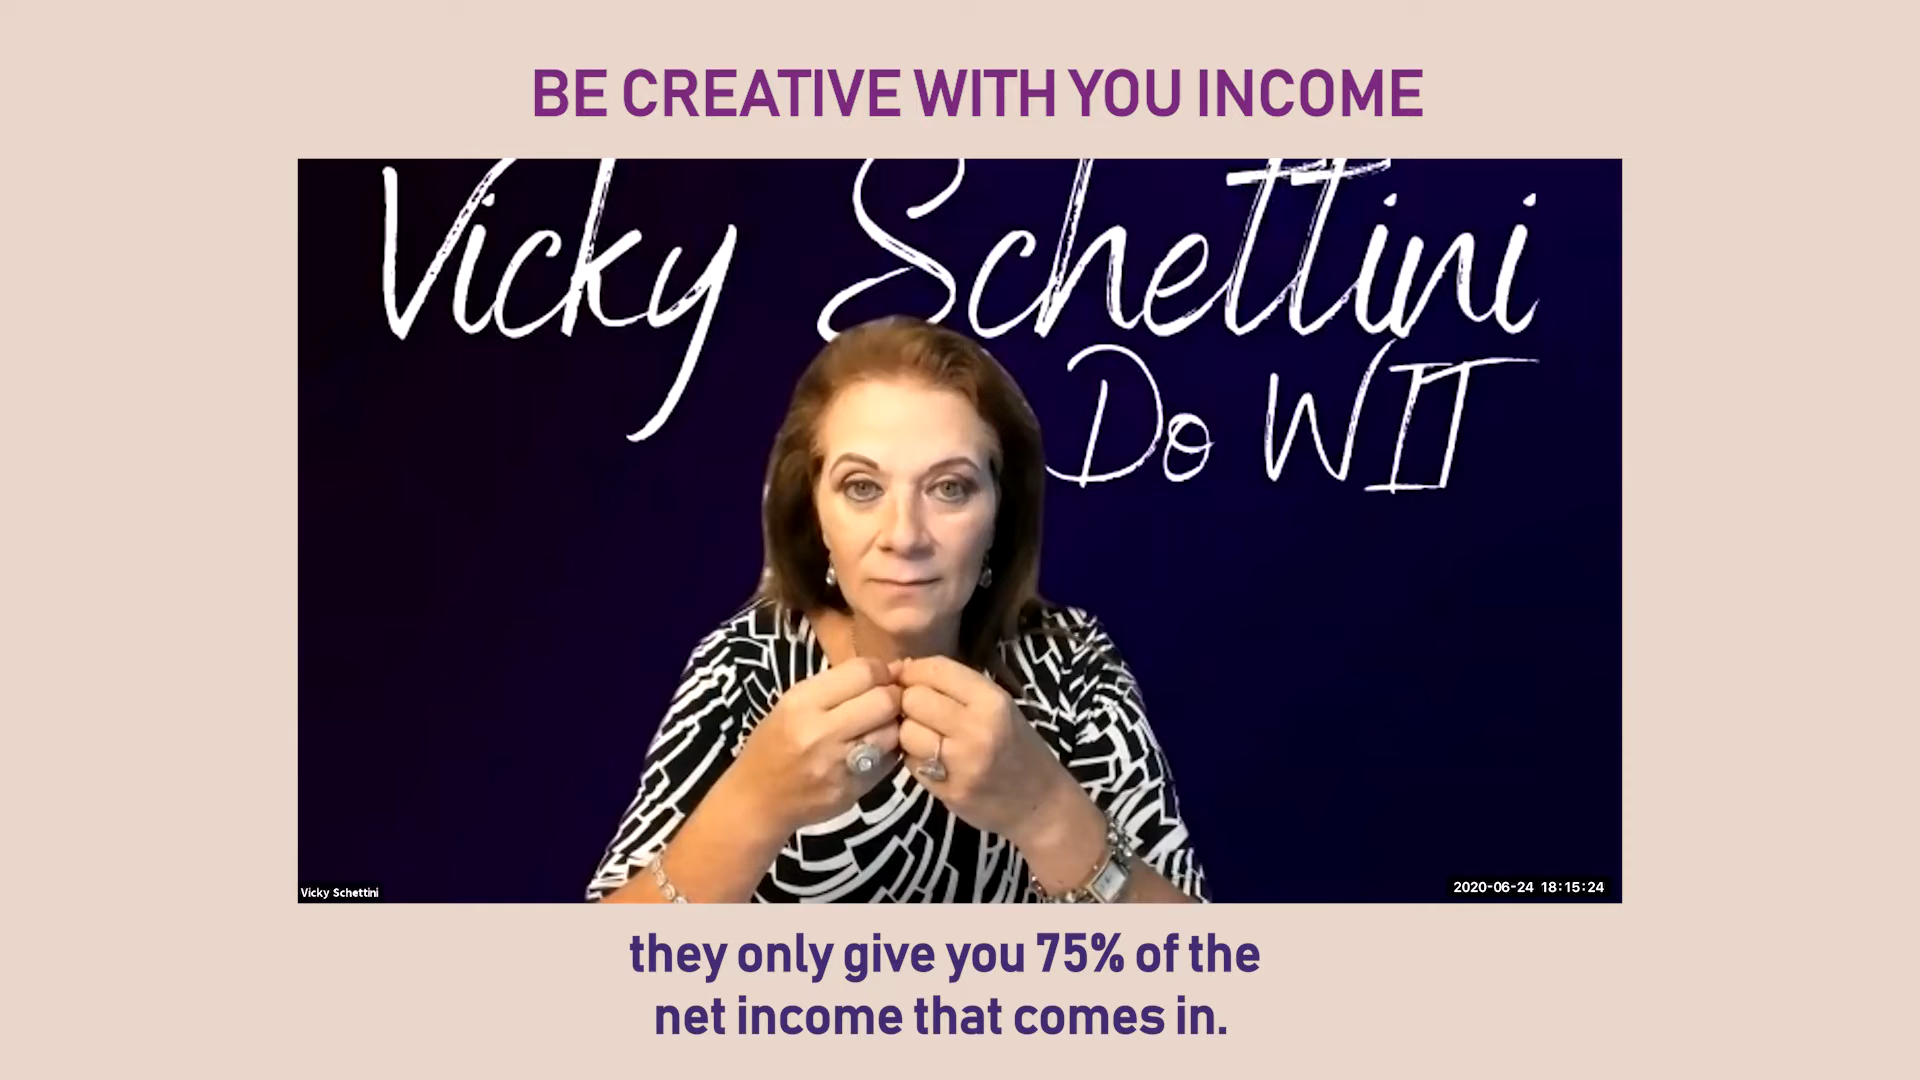 BE CREATIVE WITH YOU INCOME
Vicky Schettini
Do WIT
Vicky Schettini
2020-06-24 18:15:24
they only give you 75% of the
net income that comes in.